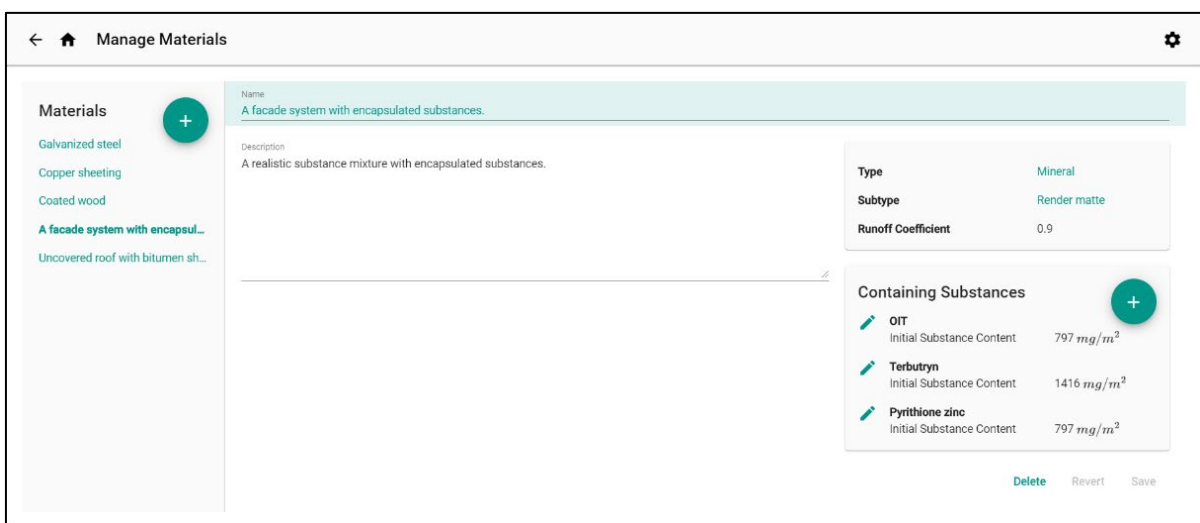 Manage Materials
Materials
+
Galvanized steel
Copper sheeting
Coated wood
A facade system with encapsul...
Uncovered roof with bitumen sh...
Name
A facade system with encapsulated substances.
Description
A realistic substance mixture with encapsulated substances.
Type Mineral
Subtype Render matte
Runoff Coefficient 0.9
Containing Substances
+
OIT
Initial Substance Content 797 mg/m²
Terbutryn
Initial Substance Content 1416 mg/m²
Pyrithione zinc
Initial Substance Content 797 mg/m²
Delete Revert Save